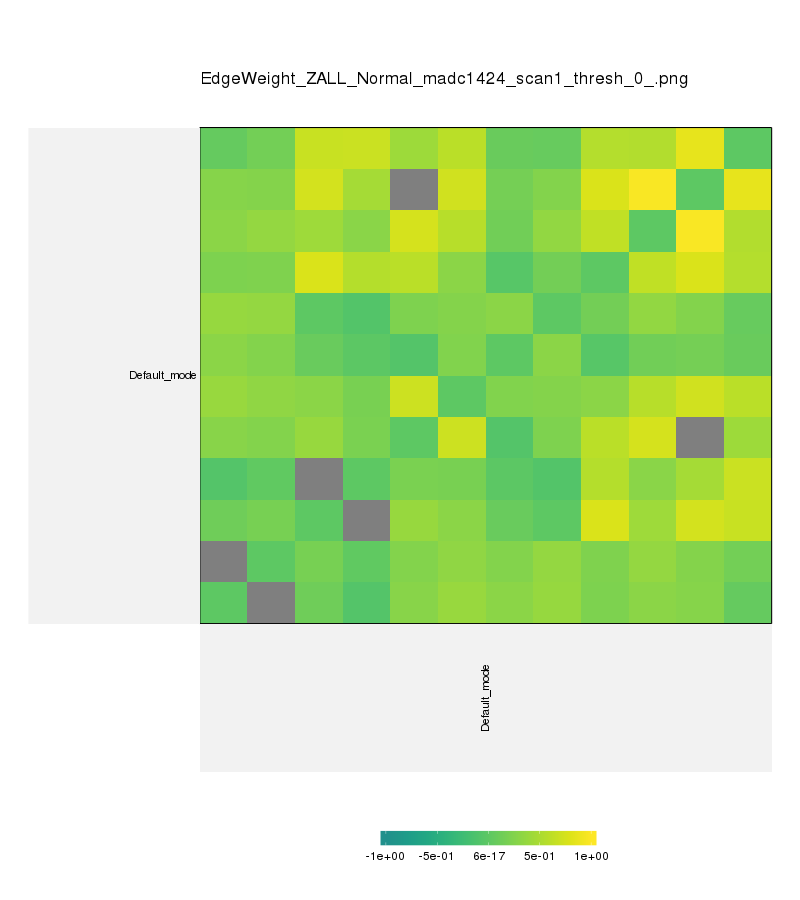 EdgeWeight_ZALL_Normal_madc1424_scan1_thresh_0_.png
Default_mode
Default_mode
-1e+00 -5e-01 6e-17 5e-01 1e+00